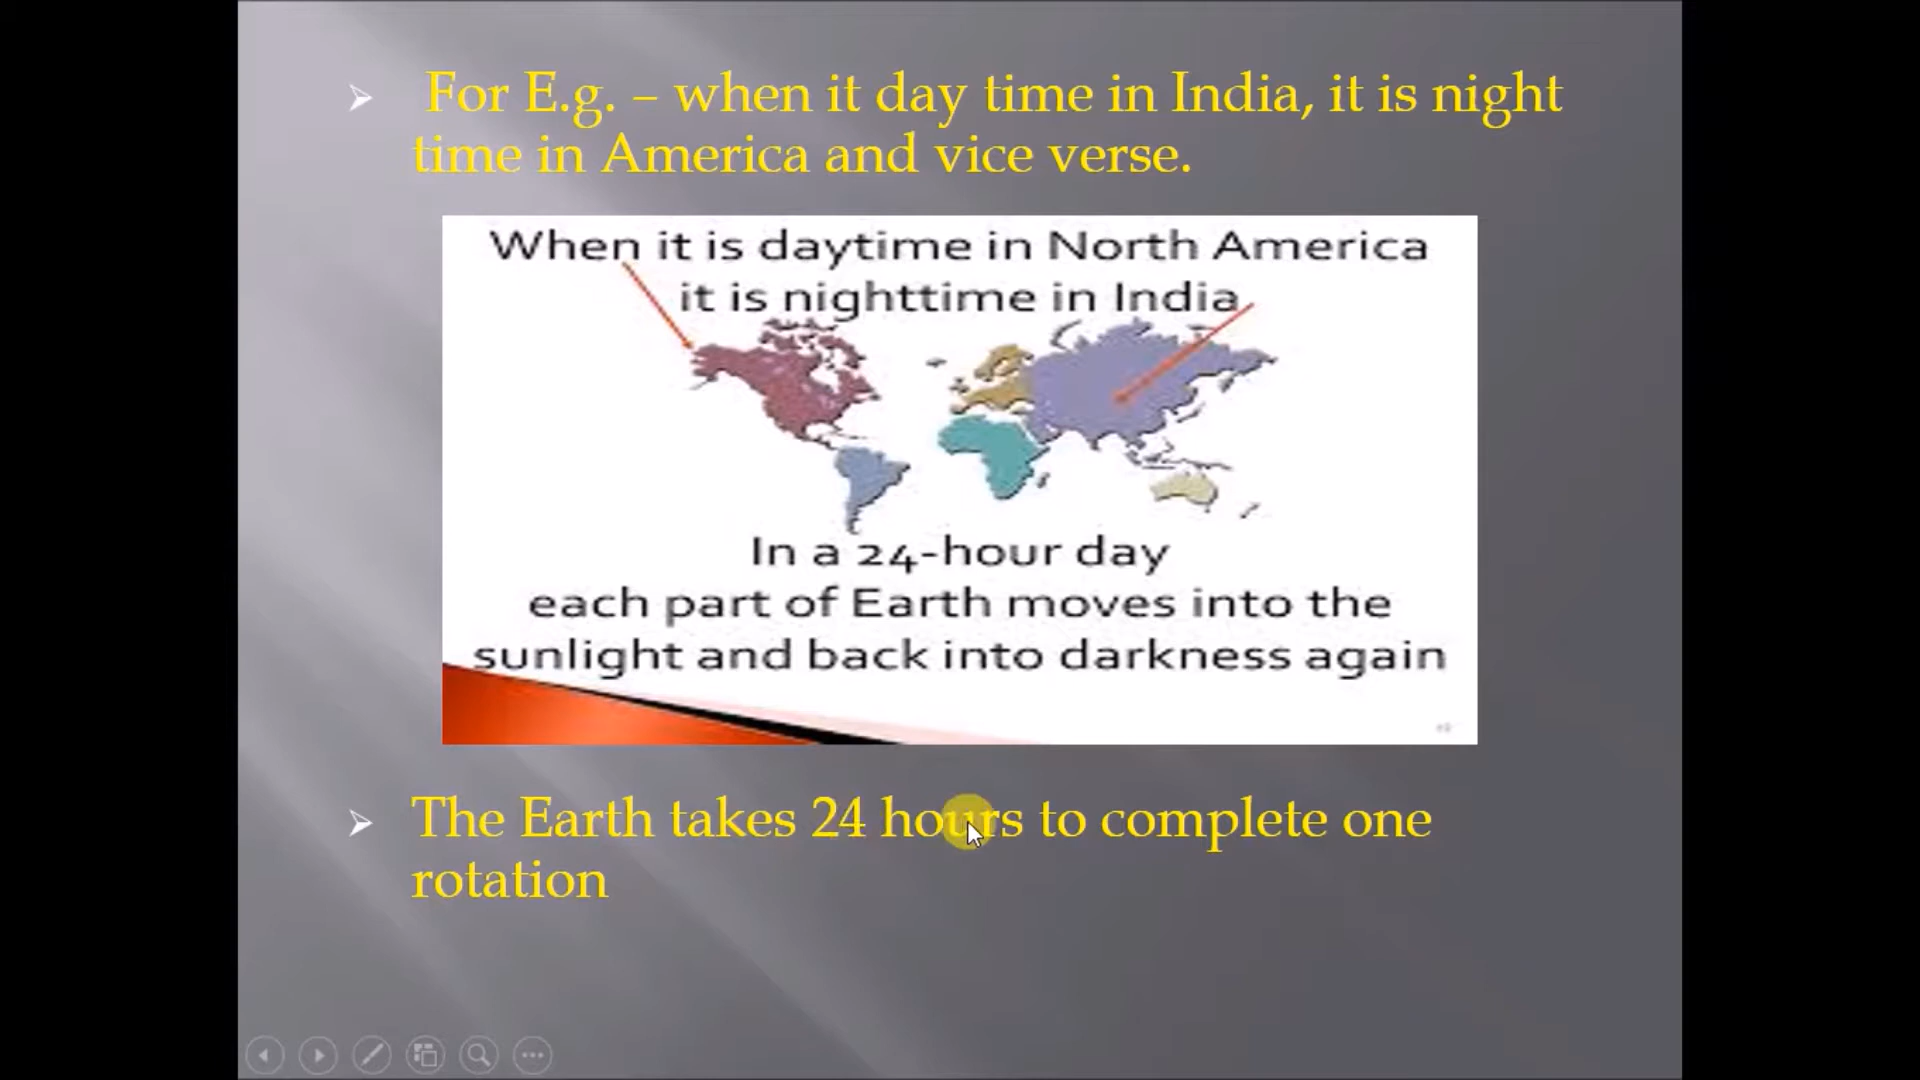 For E.g. – when it day time in India, it is night
time in America and vice verse.
When it is daytime in North America
it is nighttime in India
In a 24-hour day
each part of Earth moves into the
sunlight and back into darkness again
The Earth takes 24 hours to complete one
rotation